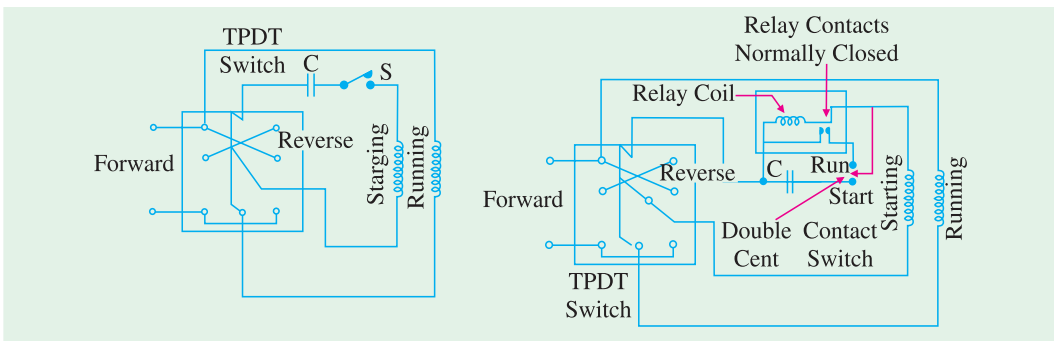 TPDT
Switch
C
S
Reverse
Forward
Starging
Running
Relay Contacts
Normally Closed
Relay Coil
Reverse
C
Run
Start
Forward
Double Contact
Cent Switch
Starting
Running
TPDT
Switch